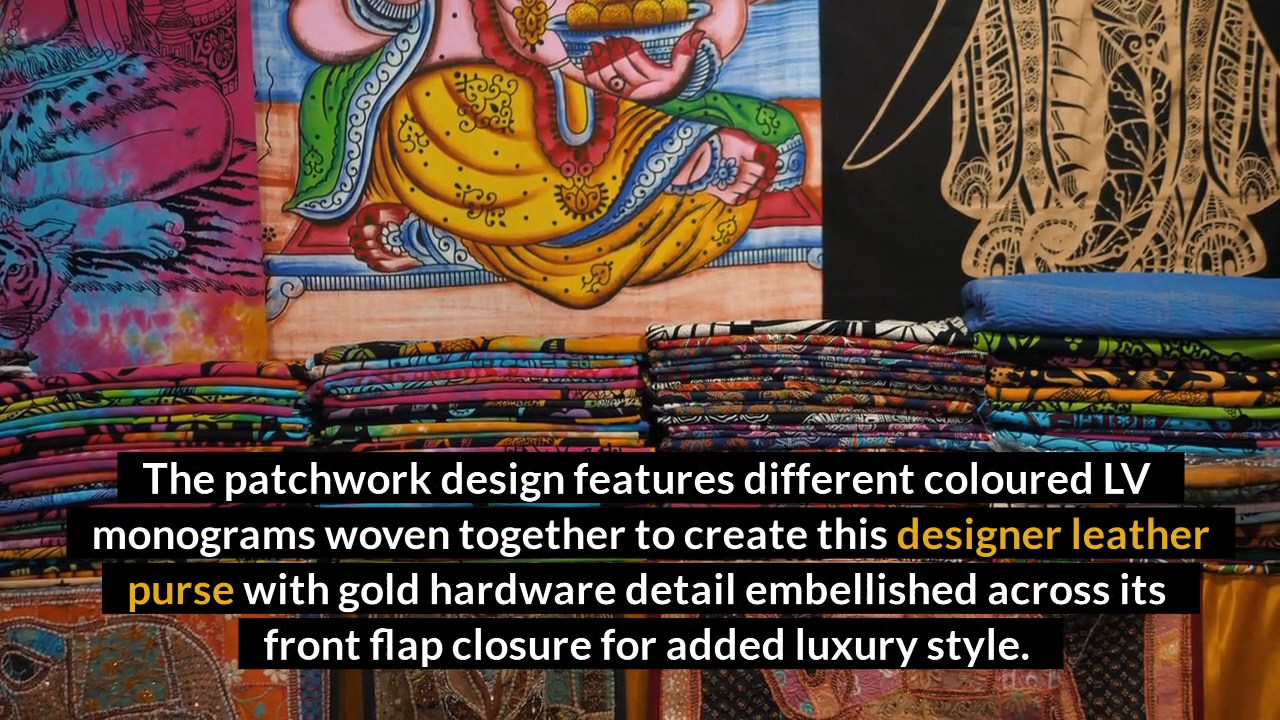 The patchwork design features different coloured LV
monograms woven together to create this designer leather
purse with gold hardware detail embellished across its
front flap closure for added luxury style.